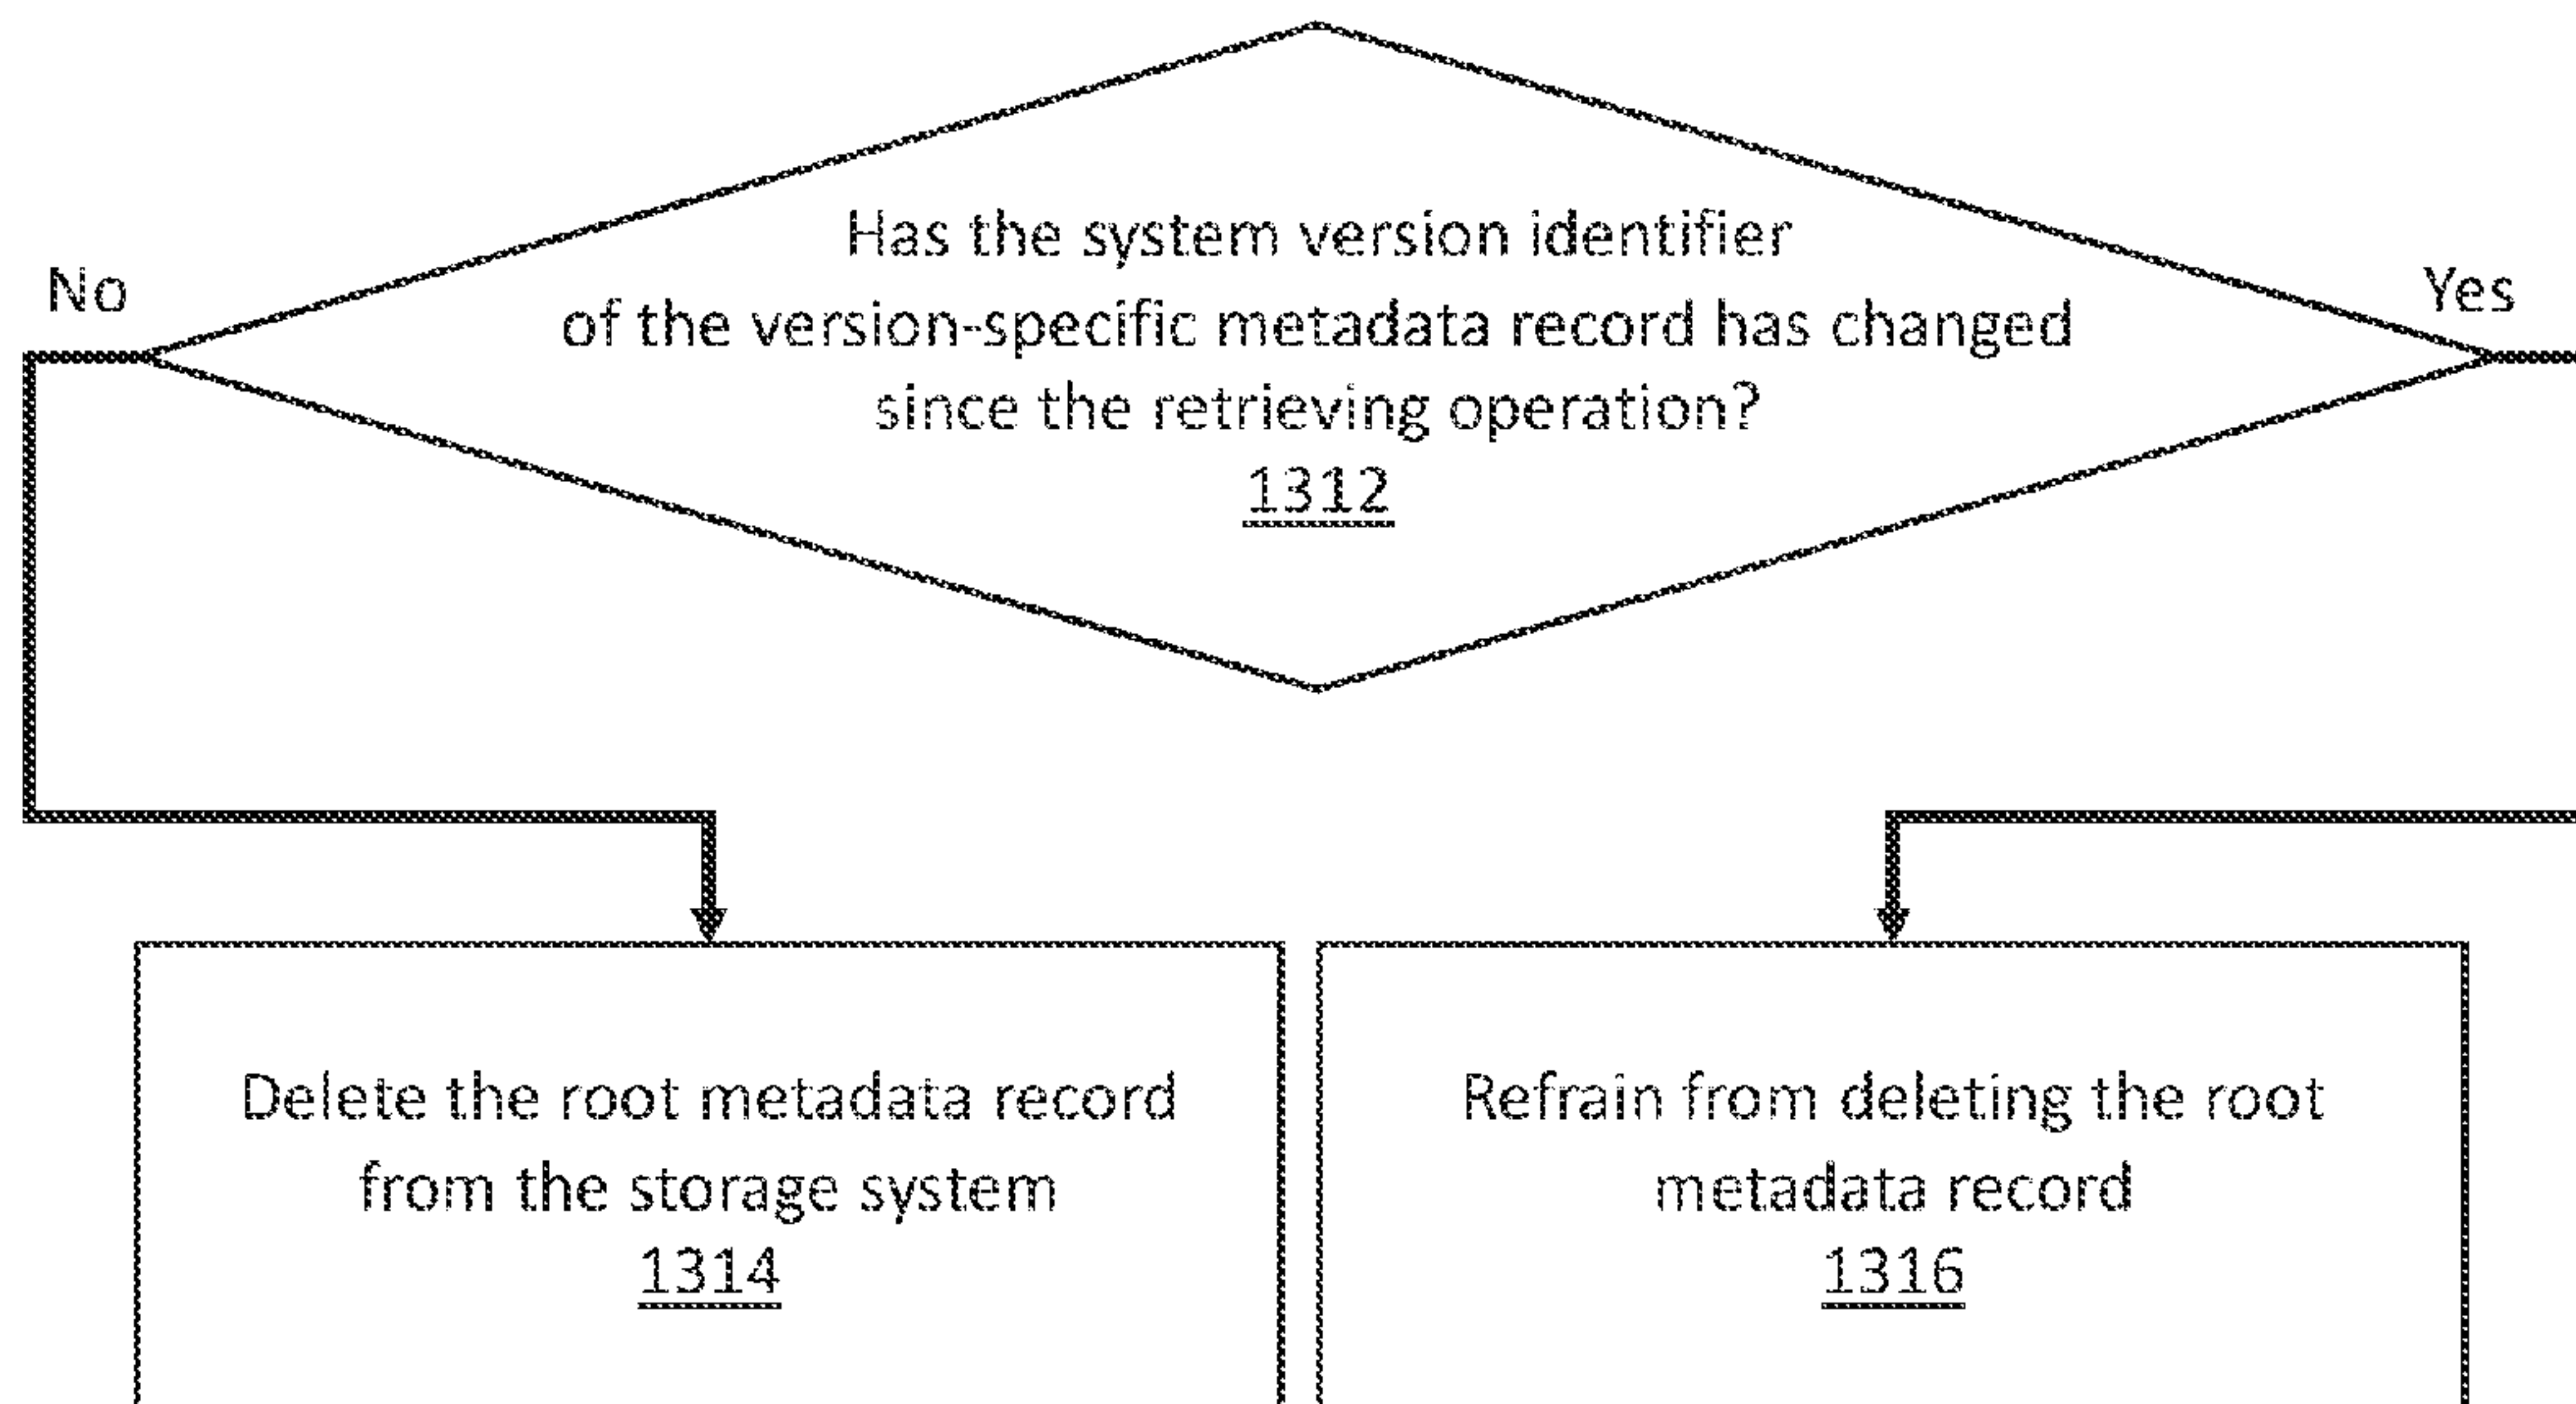 Has the system version identifier
No
Yes
of the version-specific metadata record has changed
since the retrieving operation?
1312
Delete the root metadata record
from the storage system
1314
Refrain from deleting the root
metadata record
1316